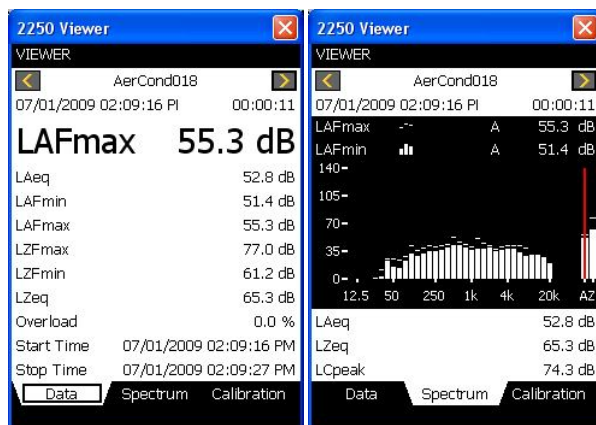 2250 Viewer
VIEWER
AerCond018
07/01/2009 02:09:16 PI 00:00:11
LAFmax 55.3 dB
LAeq 52.8 dB
LAFmin 51.4 dB
LAFmax 55.3 dB
LZFmax 77.0 dB
LZFmin 61.2 dB
LZeq 65.3 dB
Overload 0.0 %
Start Time 07/01/2009 02:09:16 PM
Stop Time 07/01/2009 02:09:27 PM
Data Spectrum Calibration
2250 Viewer
VIEWER
AerCond018
07/01/2009 02:09:16 PI 00:00:11
LAFmax A 55.3 dB
LAFmin A 51.4 dB
140
105
70
35
0
12.5 50 250 1k 4k 20k AZ
LAeq 52.8 dB
LZeq 65.3 dB
LCpeak 74.3 dB
Data Spectrum Calibration